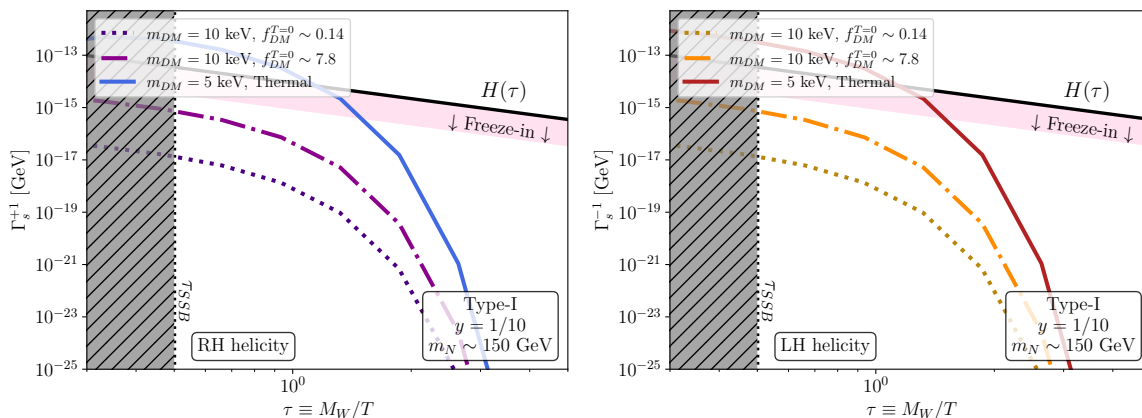 m_DM = 10 keV, f_DM^{T=0} ∼ 0.14
m_DM = 10 keV, f_DM^{T=0} ∼ 7.8
m_DM = 5 keV, Thermal
H(τ)
↓ Freeze-in ↓
τ_SSB
RH helicity
Type-I
y = 1/10
m_N ∼ 150 GeV
10^{-13}
10^{-15}
10^{-17}
10^{-19}
10^{-21}
10^{-23}
10^{-25}
Γ_s^{+1} [GeV]
10^0
τ ≡ M_W/T
m_DM = 10 keV, f_DM^{T=0} ∼ 0.14
m_DM = 10 keV, f_DM^{T=0} ∼ 7.8
m_DM = 5 keV, Thermal
H(τ)
↓ Freeze-in ↓
τ_SSB
LH helicity
Type-I
y = 1/10
m_N ∼ 150 GeV
10^{-13}
10^{-15}
10^{-17}
10^{-19}
10^{-21}
10^{-23}
10^{-25}
Γ_s^{-1} [GeV]
10^0
τ ≡ M_W/T